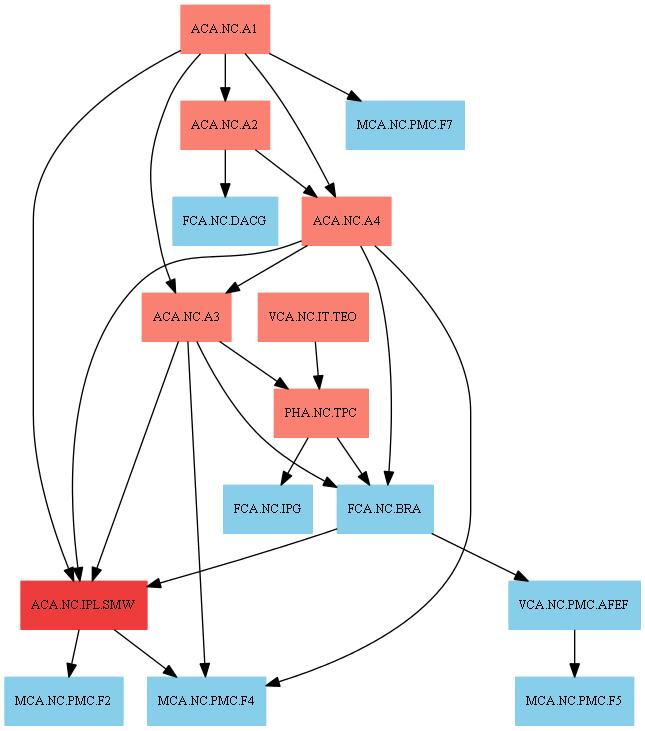 ACA.NC.A1
ACA.NC.A2
MCA.NC.PMC.F7
FCA.NC.DACG
ACA.NC.A4
ACA.NC.A3
VCA.NC.IT.TEO
PHA.NC.TPC
FCA.NC.IPG
FCA.NC.BRA
ACA.NC.IPL.SMW
VCA.NC.PMC.AFEF
MCA.NC.PMC.F2
MCA.NC.PMC.F4
MCA.NC.PMC.F5